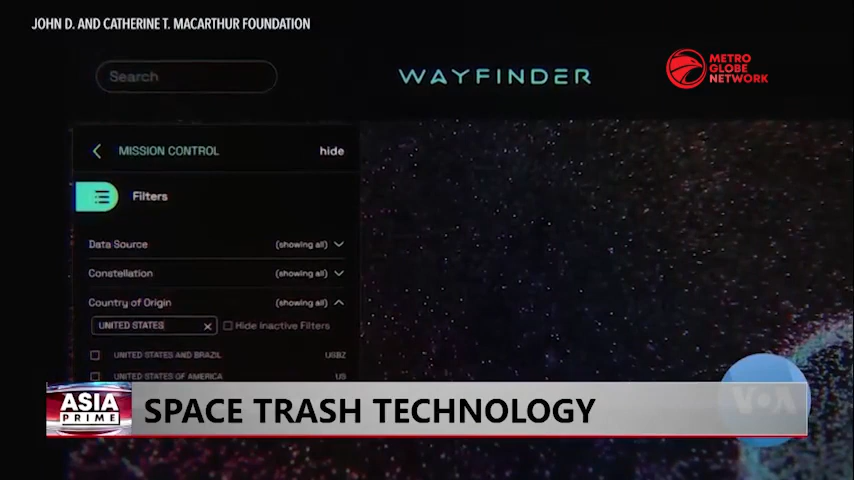 JOHN D. AND CATHERINE T. MACARTHUR FOUNDATION
Search
WAYFINDER
METRO
GLOBE
NETWORK
MISSION CONTROL
hide
Filters
Data Source (showing all)
Constellation (showing all)
Country of Origin (showing all)
UNITED STATES
Hide Inactive Filters
UNITED STATES AND BRAZIL USBZ
UNITED STATES OF AMERICA US
ASIA
PRIME
SPACE TRASH TECHNOLOGY
VOA